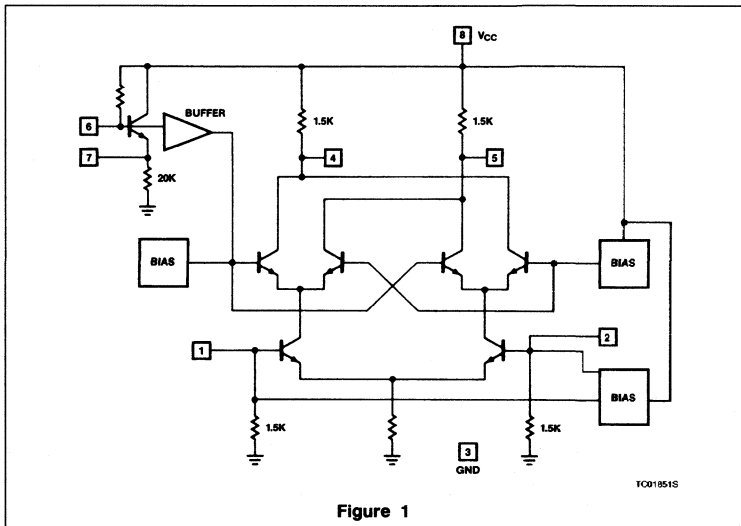 8 VCC
BUFFER
6
1.5K
1.5K
7
4
5
20K
BIAS
BIAS
1
2
BIAS
1.5K
3
1.5K
GND
TC01851S
Figure 1